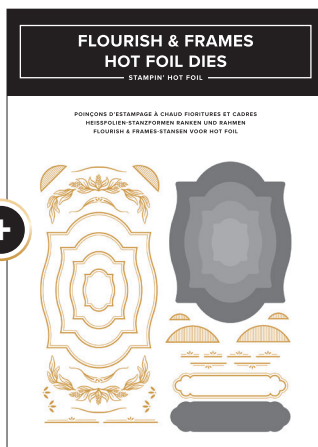 FLOURISH & FRAMES
HOT FOIL DIES
STAMPIN' HOT FOIL
POINÇONS D'ESTAMPAGE À CHAUD FIORITURES ET CADRES
HEISSFOLIEN-STANZFORMEN RANKEN UND RAHMEN
FLOURISH & FRAMES-STANSEN VOOR HOT FOIL
+